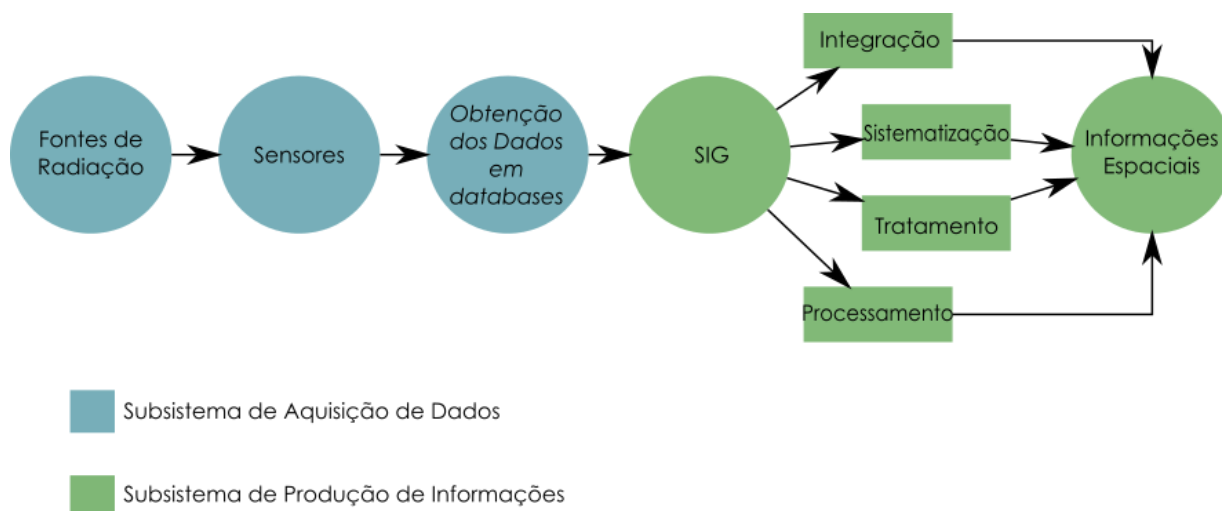 Fontes de
Radiação
Sensores
Obtenção
dos Dados
em
databases
SIG
Integração
Sistematização
Tratamento
Processamento
Informações
Espaciais
Subsistema de Aquisição de Dados
Subsistema de Produção de Informações